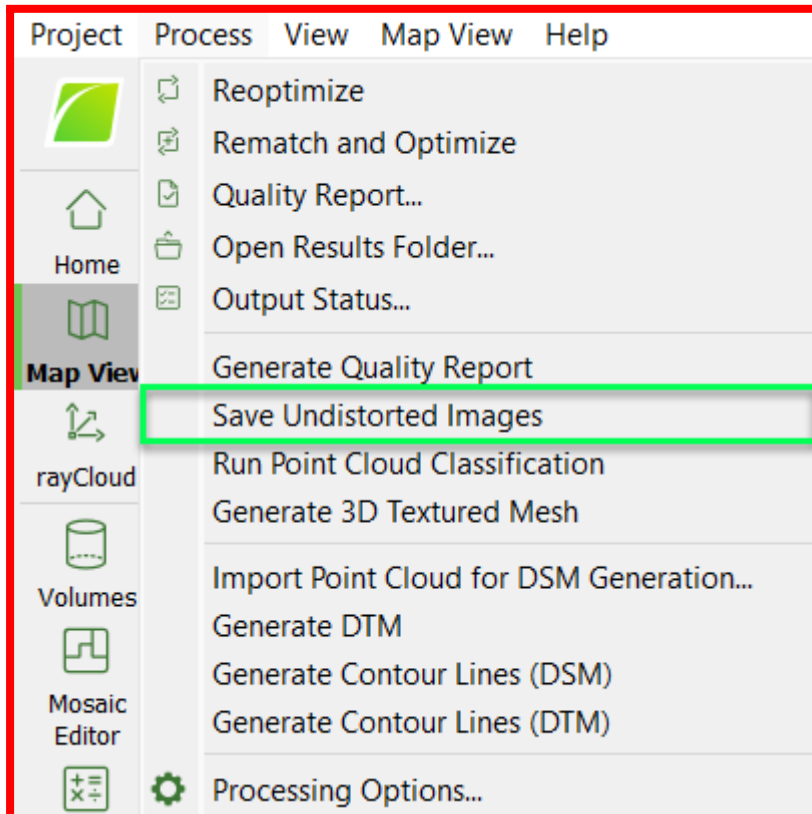 Project Process View Map View Help
Reoptimize
Rematch and Optimize
Quality Report...
Open Results Folder...
Output Status...
Generate Quality Report
Save Undistorted Images
Run Point Cloud Classification
Generate 3D Textured Mesh
Import Point Cloud for DSM Generation...
Generate DTM
Generate Contour Lines (DSM)
Generate Contour Lines (DTM)
Processing Options...
Home
Map View
rayCloud
Volumes
Mosaic
Editor